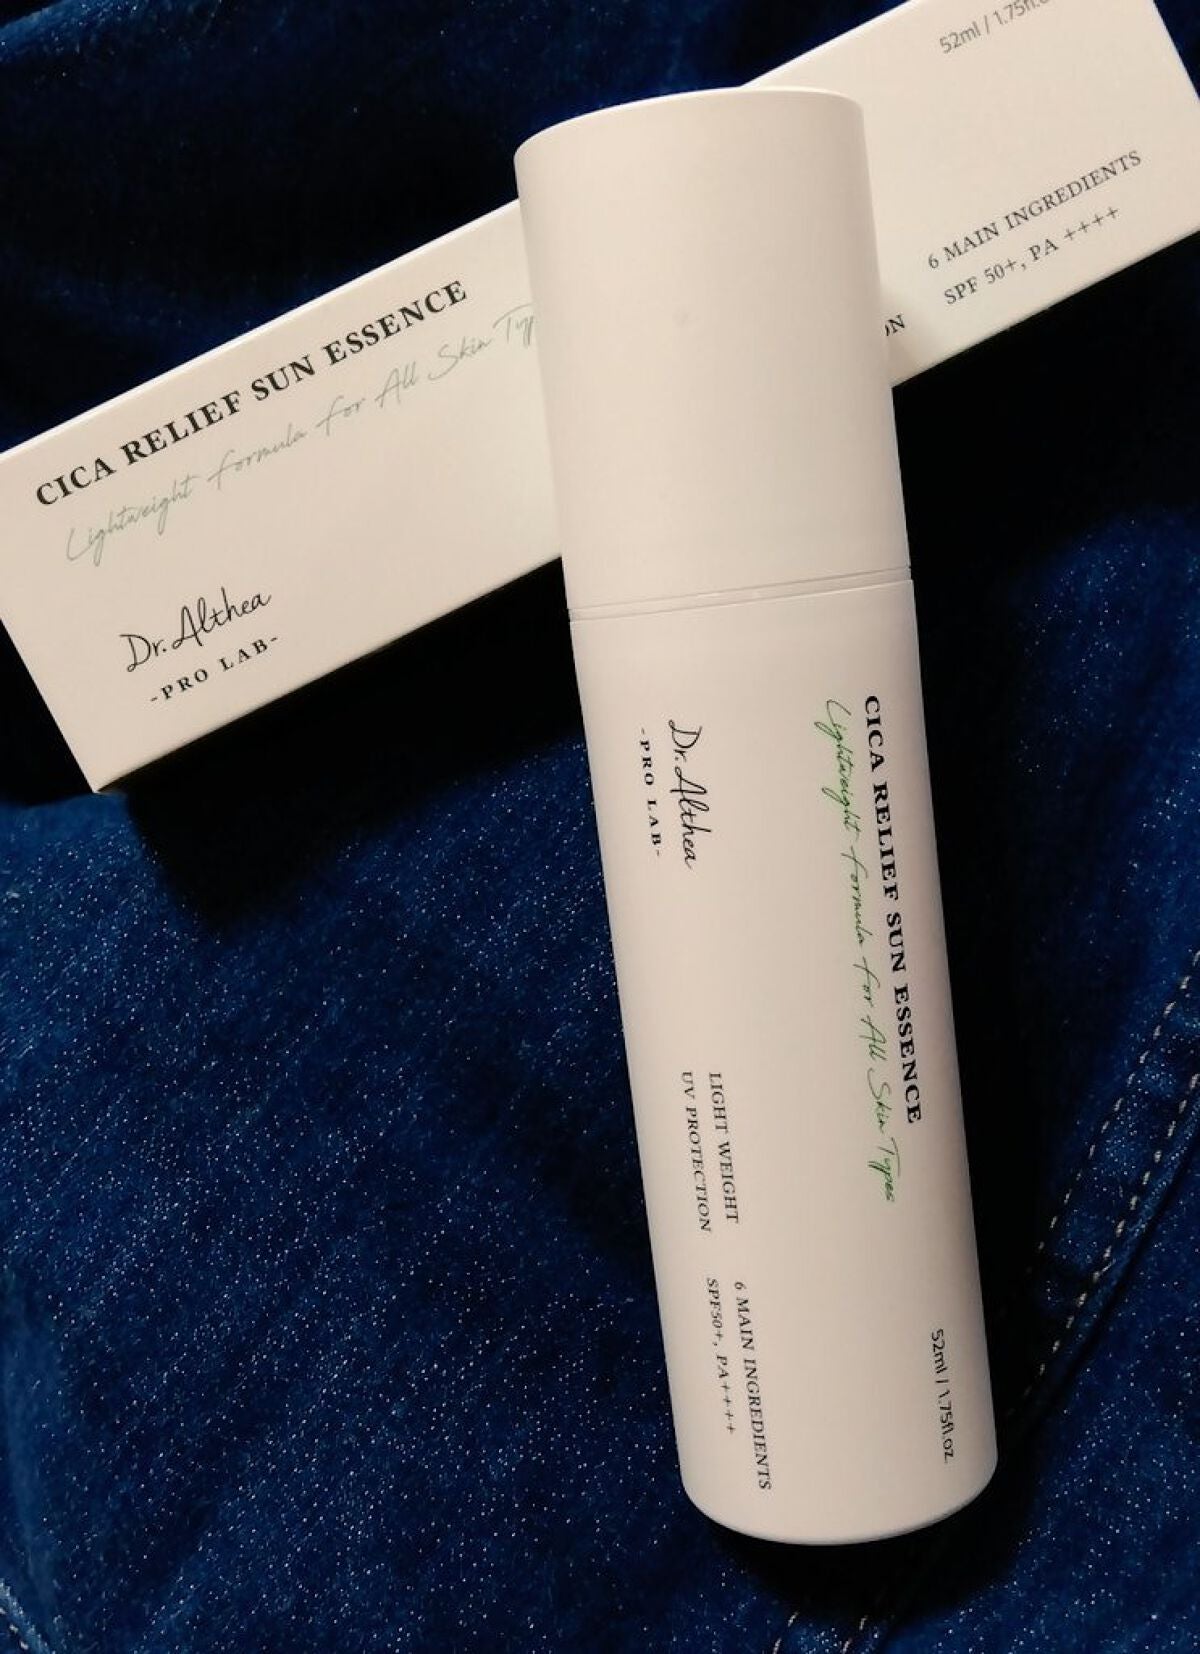 52ml / 1.75fl.o
6 MAIN INGREDIENTS
SPF 50+, PA ++++
ON
CICA RELIEF SUN ESSENCE
Lightweight formula for All Skin Typ
Dr.Althea
-PRO LAB-
CICA RELIEF SUN ESSENCE
Lightweight formula for All Skin Types
Dr.Althea
-PRO LAB-
LIGHT WEIGHT
UV PROTECTION
6 MAIN INGREDIENTS
SPF50+, PA++++
52ml / 1.75fl.oz.